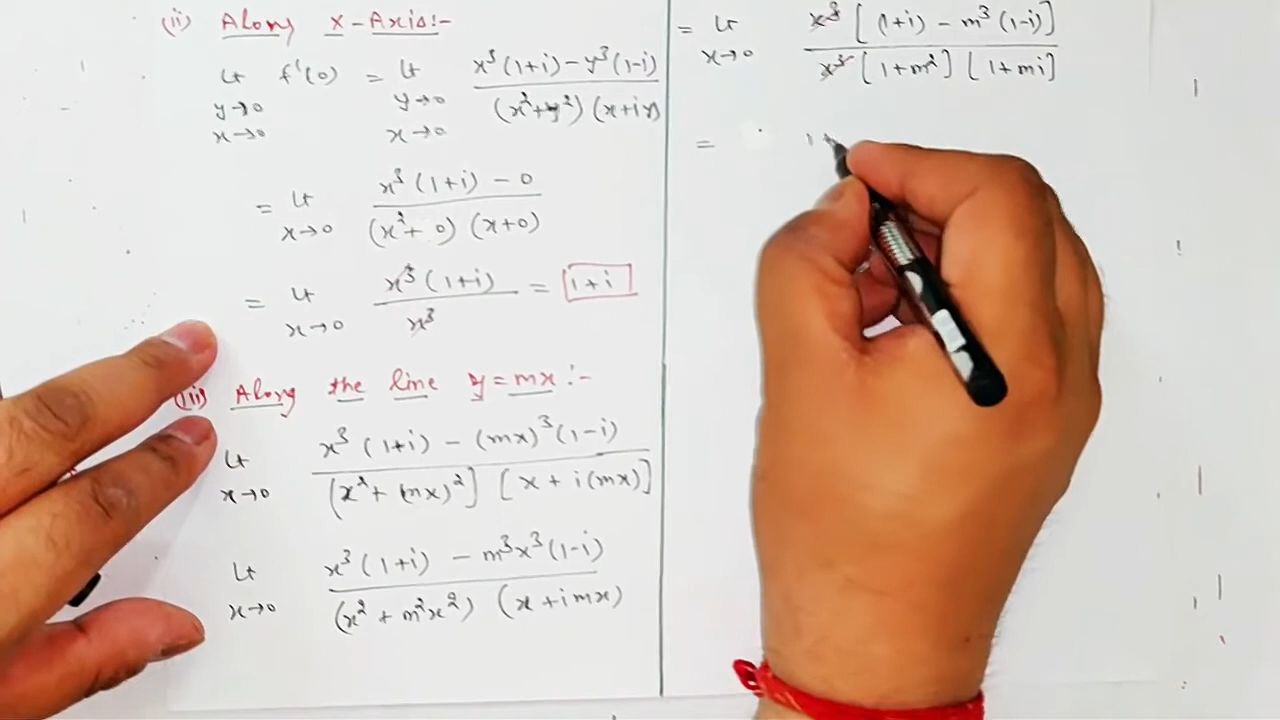 (ii) Along X-Axis:-
Lt f'(0) = Lt x³(1+i) - y³(1-i)
y→0 y→0 (x²+y²) (x+iy)
x→0 x→0
= Lt x³(1+i) - 0
x→0 (x²+0) (x+0)
= Lt x³(1+i) = 1+i
x→0 x³
(iii) Along the line y=mx:-
Lt x³(1+i) - (mx)³(1-i)
x→0 (x²+(mx)²] [x+i(mx)]
Lt x³(1+i) - m³x³(1-i)
x→0 (x²+m²x²) (x+imx)
= Lt x³[(1+i) - m³(1-i)]
x→0 x³[1+m²] [1+mi]
= 1+